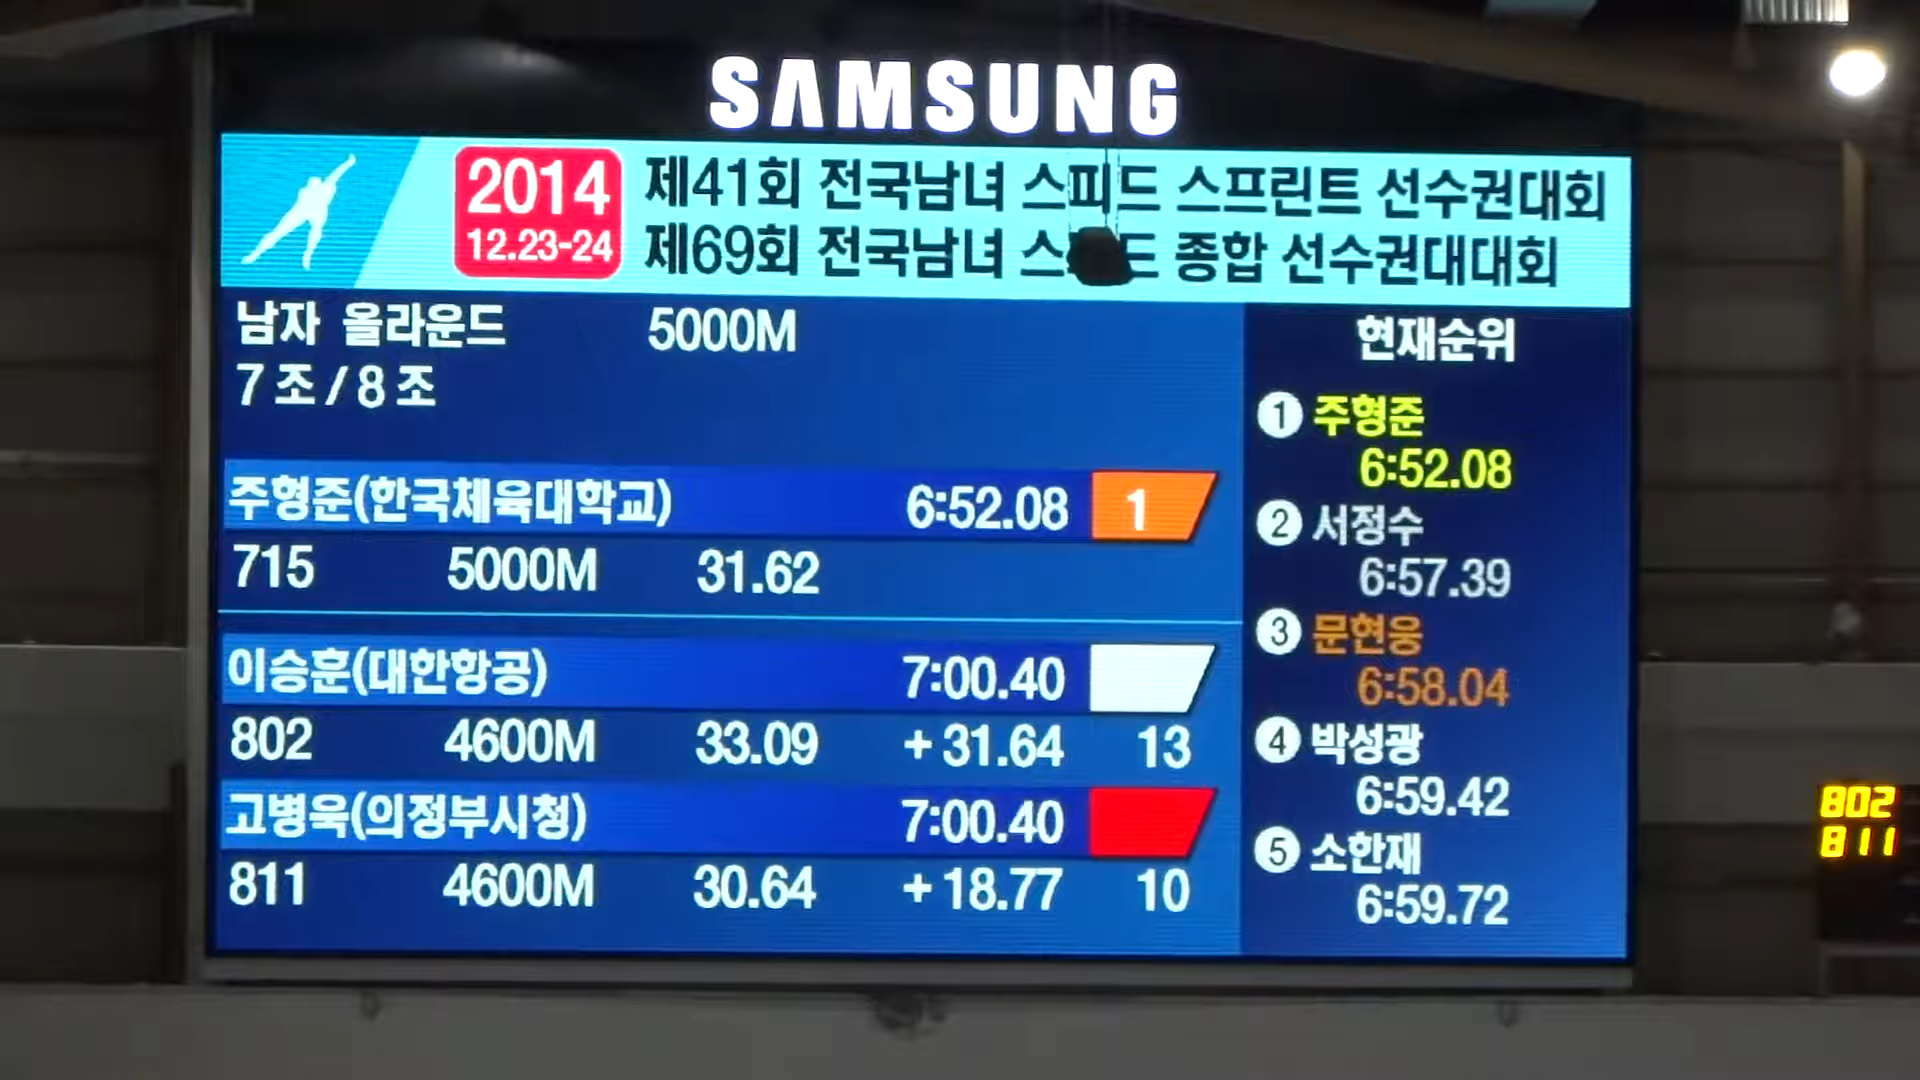 SAMSUNG
2014
12.23-24
제41회 전국남녀 스피드 스프린트 선수권대회
제69회 전국남녀 종합 선수권대대회
남자 올라운드 5000M
7조/8조
주형준(한국체육대학교) 6:52.08 1
715 5000M 31.62
이승훈(대한항공) 7:00.40
802 4600M 33.09 +31.64 13
고병욱(의정부시청) 7:00.40
811 4600M 30.64 +18.77 10
현재순위
1 주형준
6:52.08
2 서정수
6:57.39
3 문현웅
6:58.04
4 박성광
6:59.42
5 소한재
6:59.72
802
811